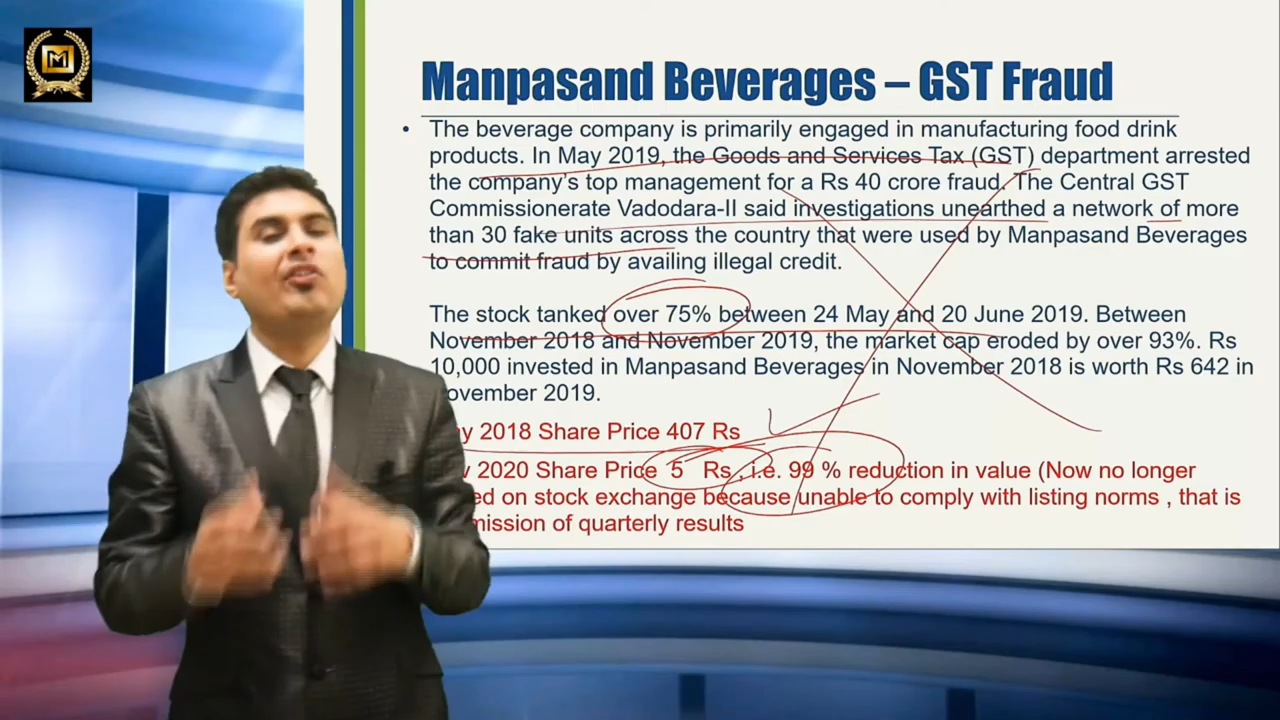 M
Manpasand Beverages – GST Fraud
• The beverage company is primarily engaged in manufacturing food drink
products. In May 2019, the Goods and Services Tax (GST) department arrested
the company's top management for a Rs 40 crore fraud. The Central GST
Commissionerate Vadodara-II said investigations unearthed a network of more
than 30 fake units across the country that were used by Manpasand Beverages
to commit fraud by availing illegal credit.
The stock tanked over 75% between 24 May and 20 June 2019. Between
November 2018 and November 2019, the market cap eroded by over 93%. Rs
10,000 invested in Manpasand Beverages in November 2018 is worth Rs 642 in
ovember 2019.
2018 Share Price 407 Rs
2020 Share Price 5 Rs , i.e. 99 % reduction in value (Now no longer
ed on stock exchange because unable to comply with listing norms , that is
mission of quarterly results